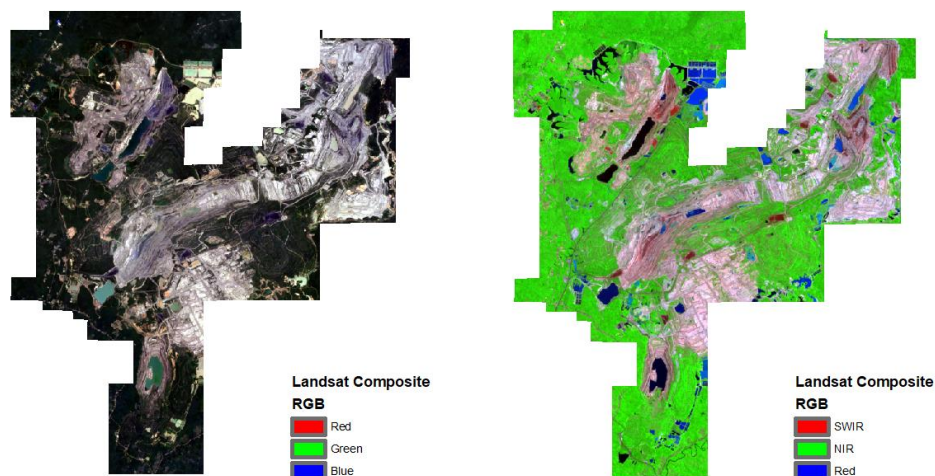 Landsat Composite
RGB
Red
Green
Blue
Landsat Composite
RGB
SWIR
NIR
Red